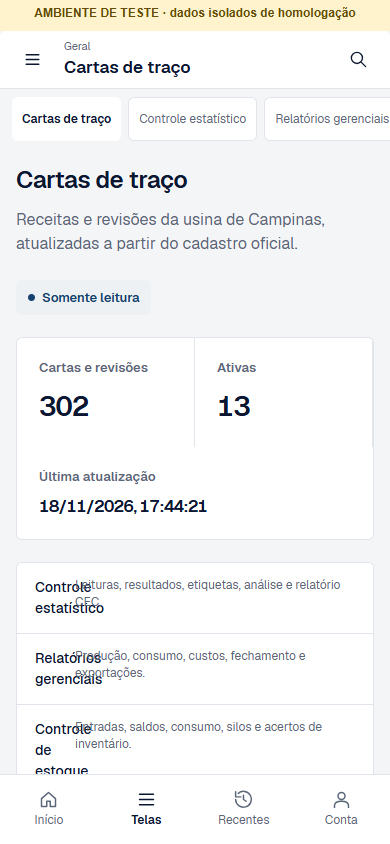 AMBIENTE DE TESTE · dados isolados de homologação
Geral
Cartas de traço
Cartas de traço
Controle estatístico
Relatórios gerenciais
Cartas de traço
Receitas e revisões da usina de Campinas,
atualizadas a partir do cadastro oficial.
Somente leitura
Cartas e revisões
Ativas
302
13
Última atualização
18/11/2026, 17:44:21
Controle
estatístico
Leituras, resultados, etiquetas, análise e relatório
CEC.
Relatórios
gerenciais
Produção, consumo, custos, fechamento e
exportações.
Controle
de
estoque
Entradas, saldos, consumo, silos e acertos de
inventário.
Início
Telas
Recentes
Conta